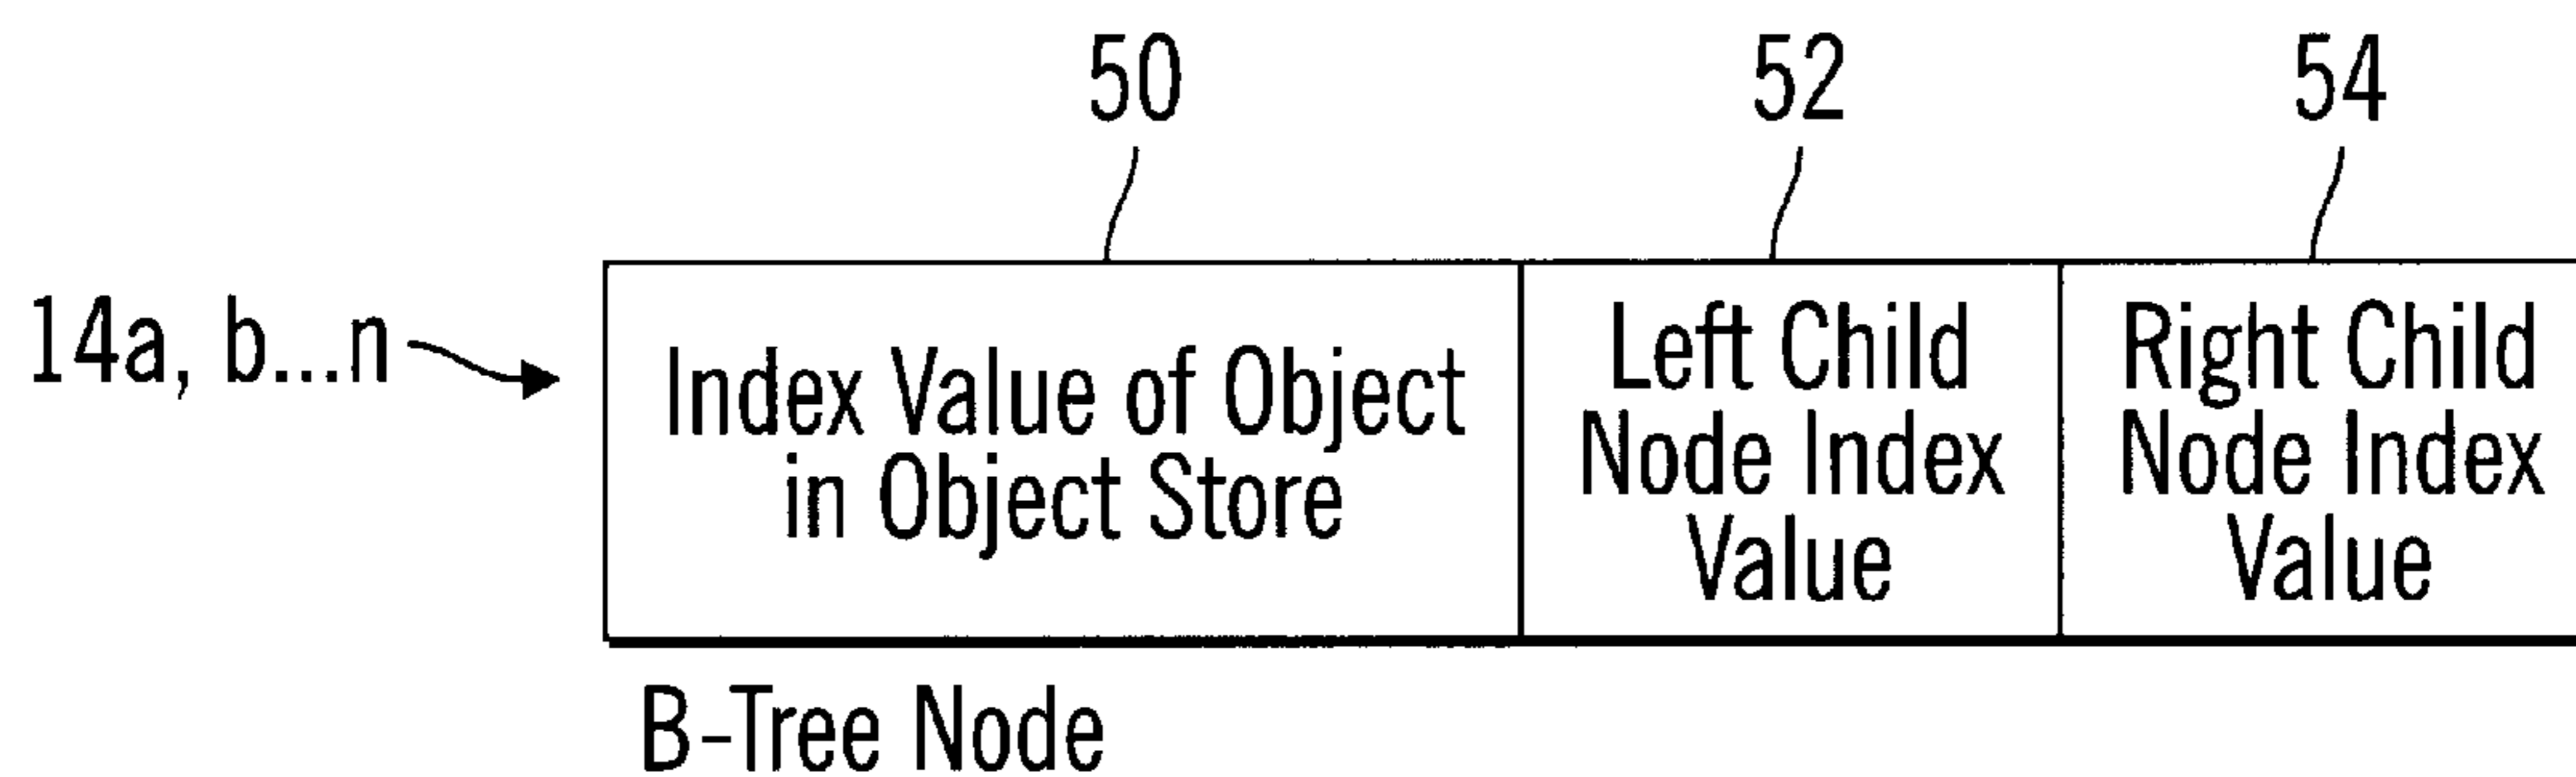 50 52 54
14a, b...n
Index Value of Object
in Object Store
Left Child
Node Index
Value
Right Child
Node Index
Value
B-Tree Node